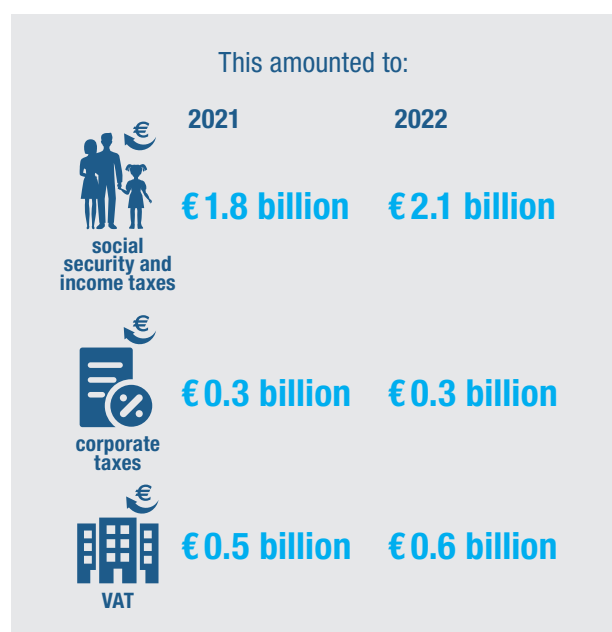 This amounted to:
2021 2022
€ 1.8 billion € 2.1 billion
social
security and
income taxes
€ 0.3 billion € 0.3 billion
corporate
taxes
€ 0.5 billion € 0.6 billion
VAT